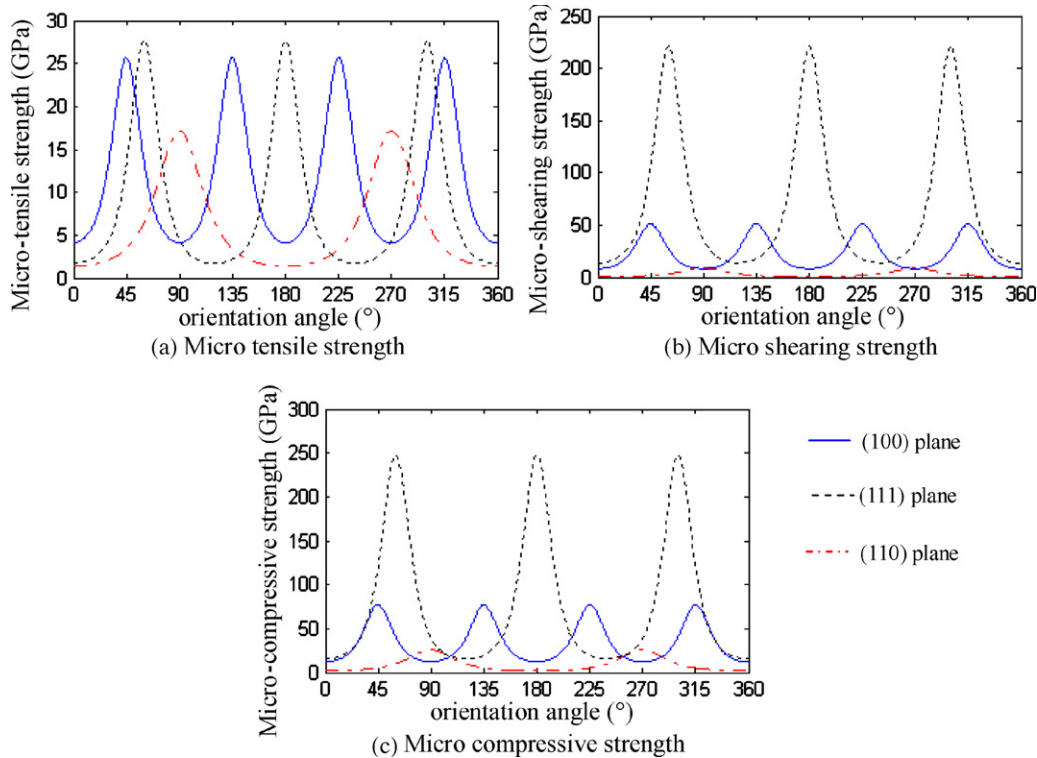 Micro-tensile strength (GPa)
30
25
20
15
10
5
0
0 45 90 135 180 225 270 315 360
orientation angle (°)
(a) Micro tensile strength
Micro-shearing strength (GPa)
250
200
150
100
50
0
0 45 90 135 180 225 270 315 360
orientation angle (°)
(b) Micro shearing strength
Micro-compressive strength (GPa)
300
250
200
150
100
50
0
0 45 90 135 180 225 270 315 360
orientation angle (°)
(c) Micro compressive strength
(100) plane
(111) plane
(110) plane